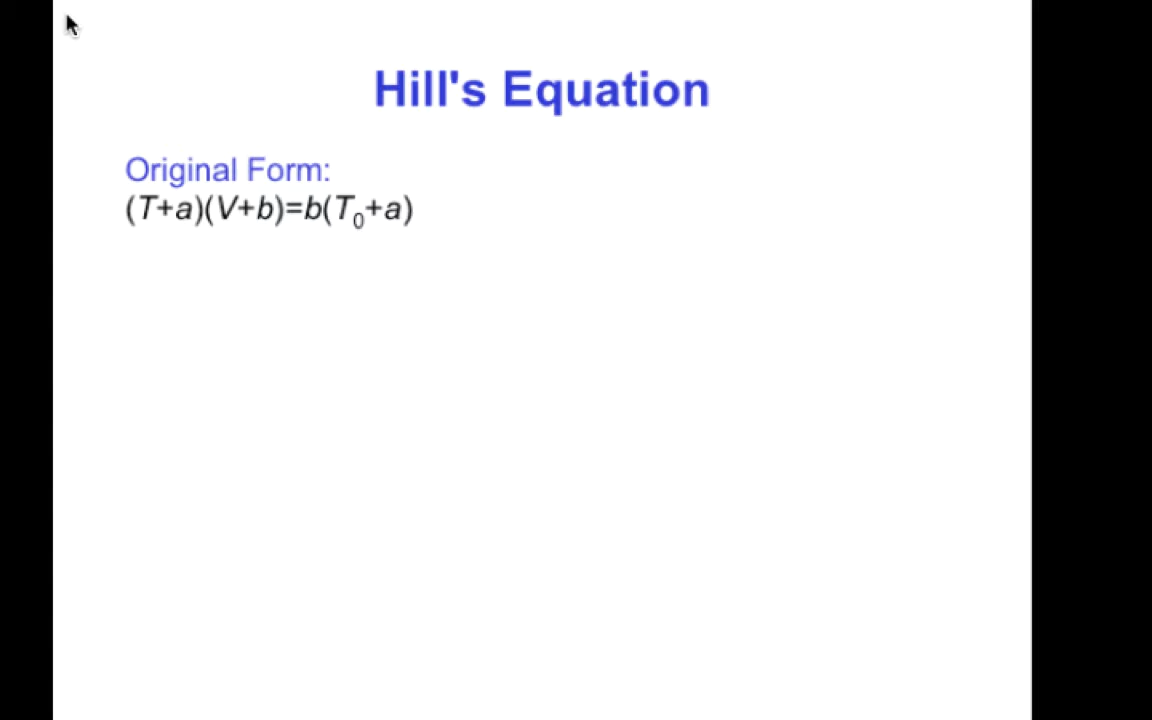 Hill's Equation
Original Form:
(T+a)(V+b)=b(T₀+a)